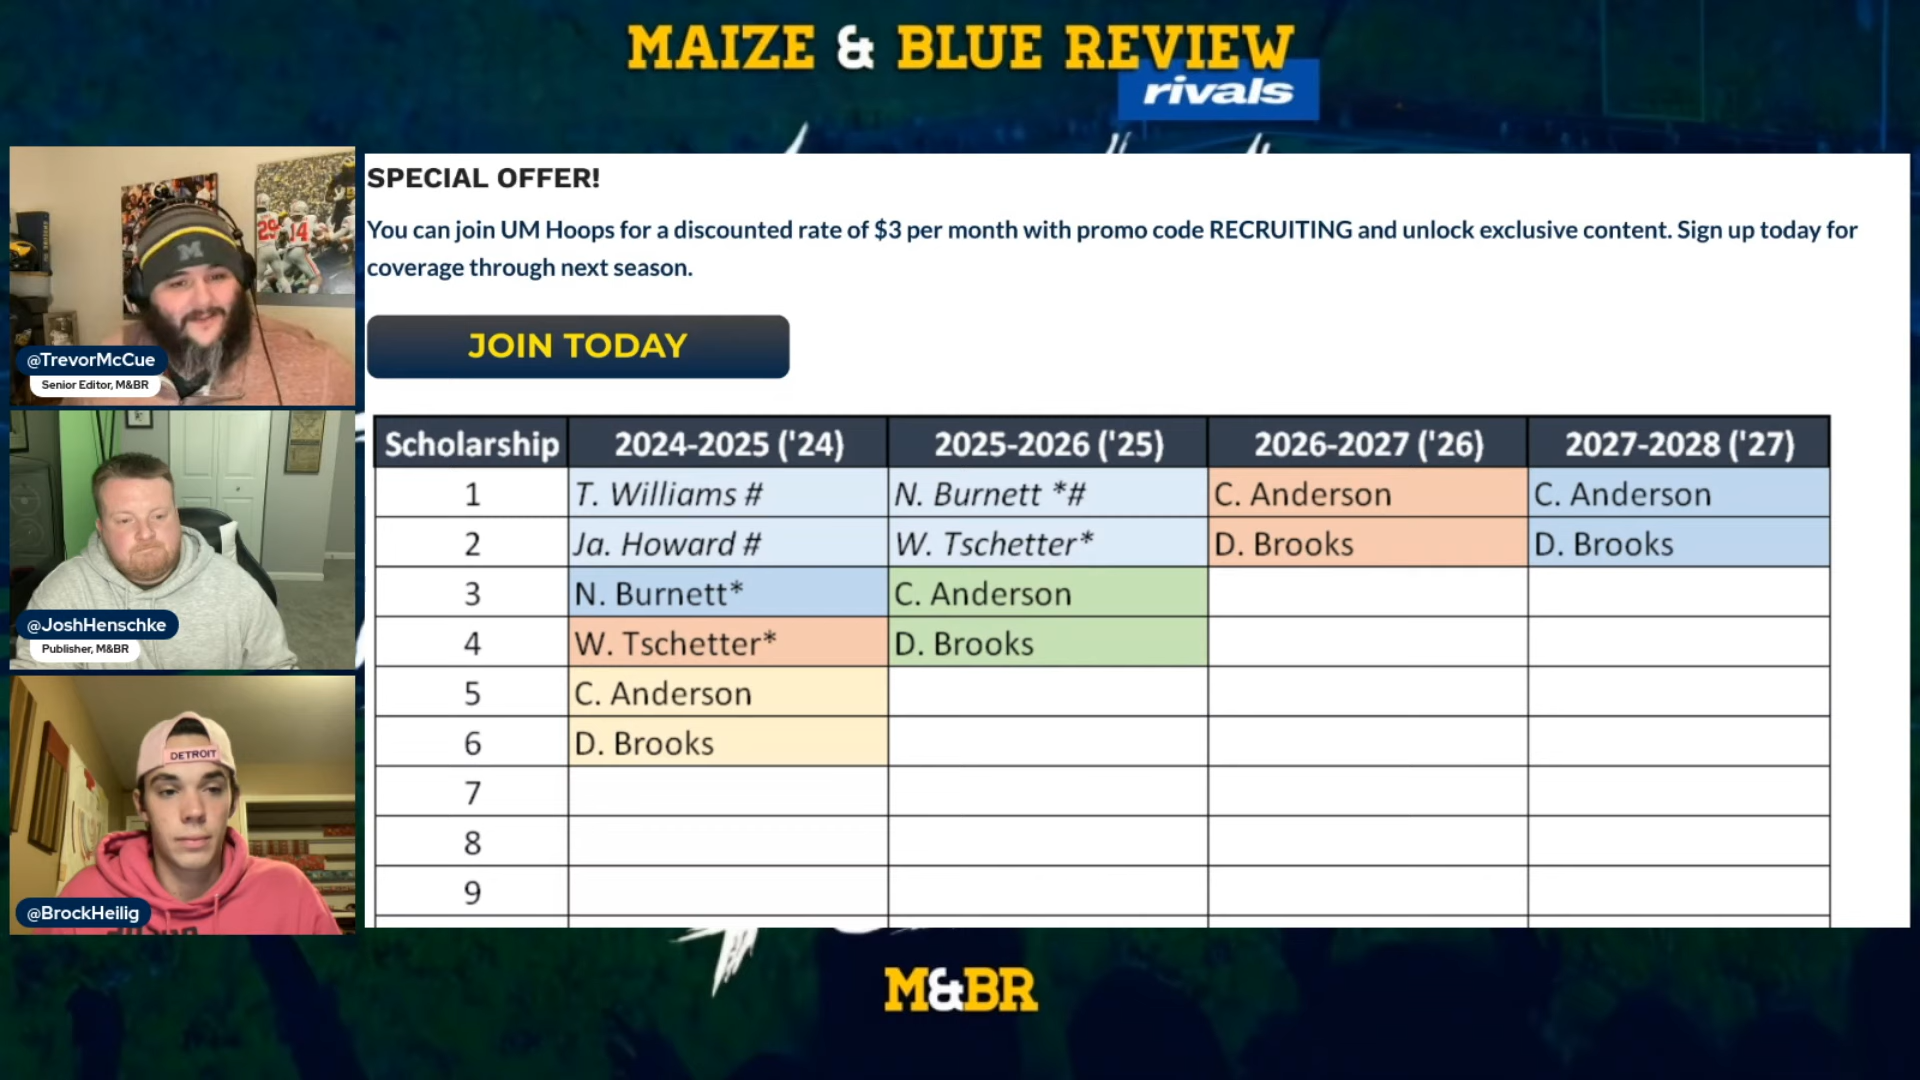 MAIZE & BLUE REVIEW
rivals
SPECIAL OFFER!
You can join UM Hoops for a discounted rate of $3 per month with promo code RECRUITING and unlock exclusive content. Sign up today for
coverage through next season.
JOIN TODAY
Scholarship 2024-2025 ('24) 2025-2026 ('25) 2026-2027 ('26) 2027-2028 ('27)
1 T. Williams # N. Burnett *# C. Anderson C. Anderson
2 Ja. Howard # W. Tschetter* D. Brooks D. Brooks
3 N. Burnett* C. Anderson
4 W. Tschetter* D. Brooks
5 C. Anderson
6 D. Brooks
7
8
9
29 14
M
@TrevorMcCue
Senior Editor, M&BR
@JoshHenschke
Publisher, M&BR
DETROIT
@BrockHeilig
M&BR